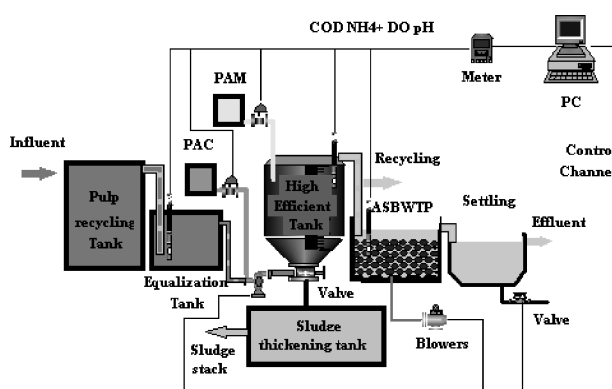 COD NH4+ DO pH
PAM
Meter
PC
Influent
PAC
Recycling
Contro
Channe
Pulp
recycling
Tank
High
Efficient
Tank
ASBWTP
Settling
Effluent
Equalization
Tank
Valve
Sludge
thickening tank
Sludge
stack
Blowers
Valve